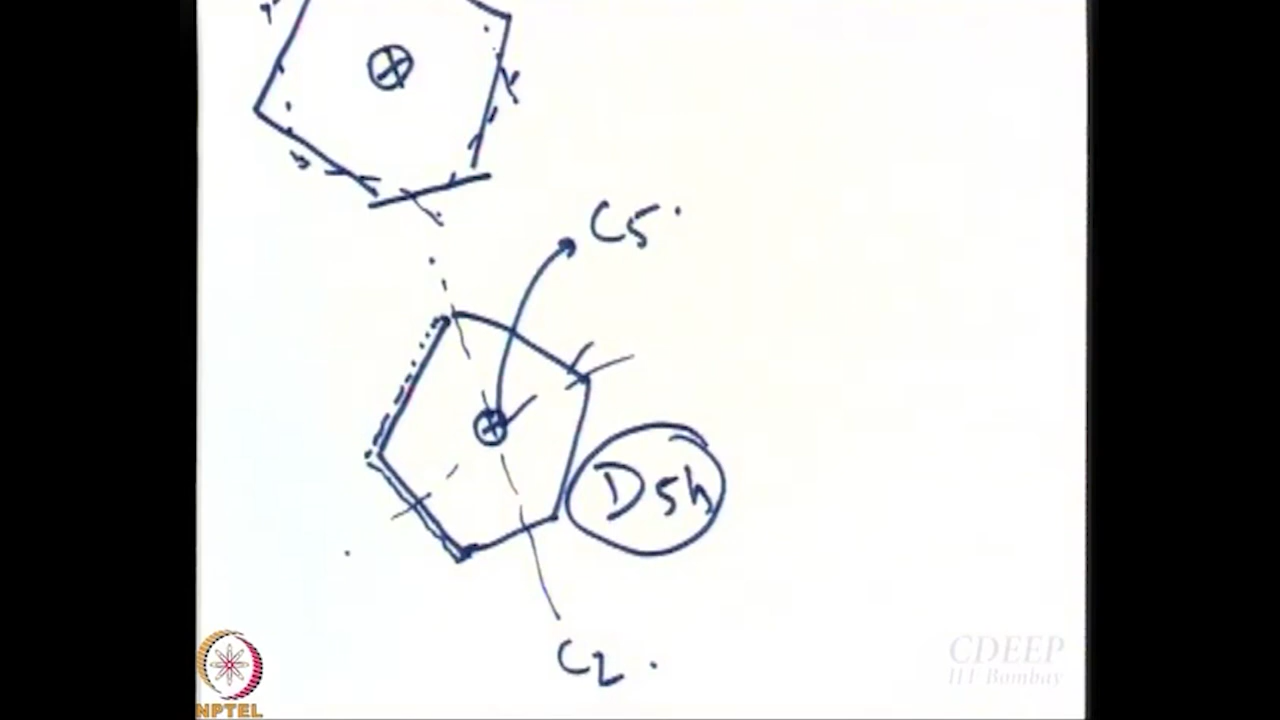 C5
D5h
C2
CDEEP
IIT Bombay
NPTEL